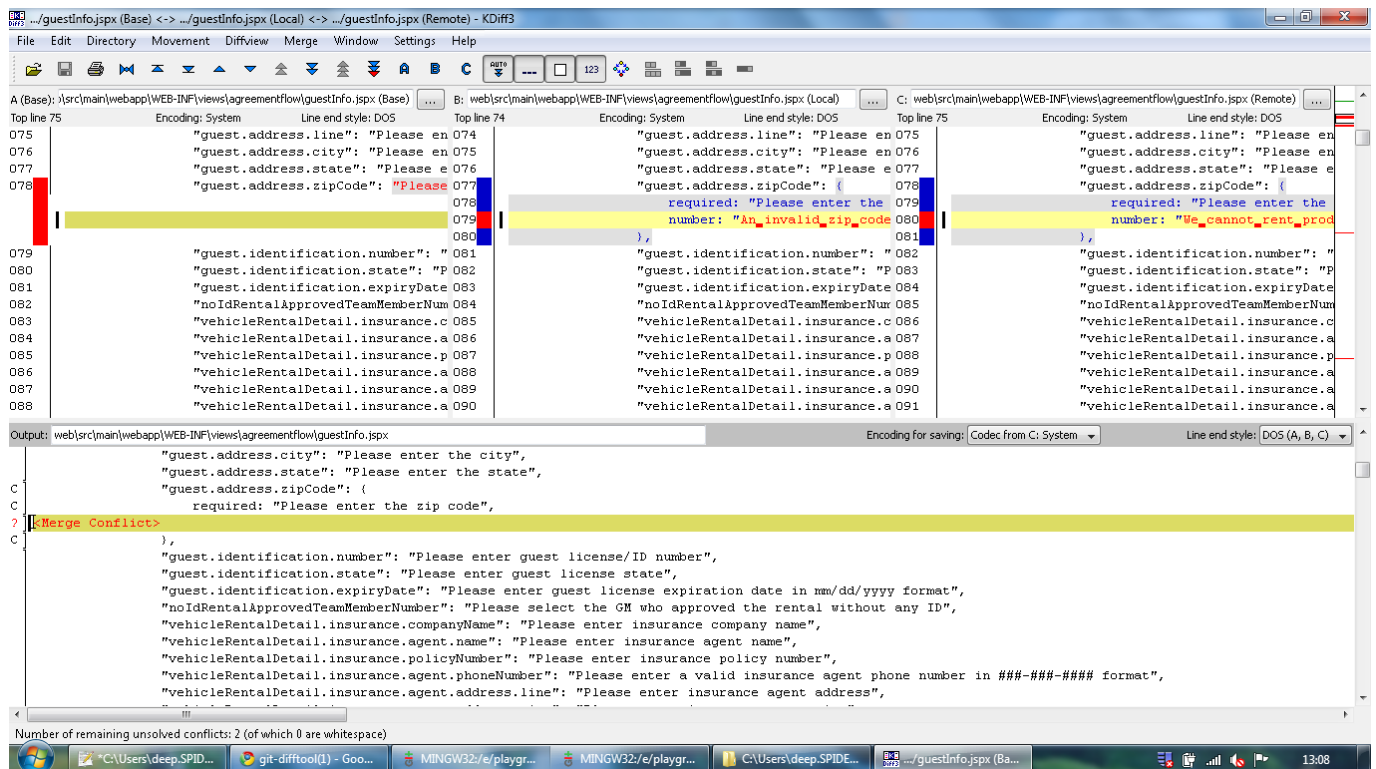 .../guestInfo.jspx (Base) <-> .../guestInfo.jspx (Local) <-> .../guestInfo.jspx (Remote) - KDiff3
File Edit Directory Movement Diffview Merge Window Settings Help
A B C AUTO 123
A (Base): )\src\main\webapp\WEB-INF\views\agreementflow\guestInfo.jspx (Base) ... B: web\src\main\webapp\WEB-INF\views\agreementflow\guestInfo.jspx (Local) ... C: web\src\main\webapp\WEB-INF\views\agreementflow\guestInfo.jspx (Remote) ...
Top line 75 Encoding: System Line end style: DOS Top line 74 Encoding: System Line end style: DOS Top line 75 Encoding: System Line end style: DOS
075 "guest.address.line": "Please en 074 "guest.address.line": "Please en 075 "guest.address.line": "Please en
076 "guest.address.city": "Please en 075 "guest.address.city": "Please en 076 "guest.address.city": "Please en
077 "guest.address.state": "Please e 076 "guest.address.state": "Please e 077 "guest.address.state": "Please e
078 "guest.address.zipCode": "Please 077 "guest.address.zipCode": { 078 "guest.address.zipCode": {
078 required: "Please enter the 079 required: "Please enter the
079 number: "An_invalid_zip_code 080 number: "We_cannot_rent_prod
080 }, 081 },
079 "guest.identification.number": " 081 "guest.identification.number": " 082 "guest.identification.number": "
080 "guest.identification.state": "P 082 "guest.identification.state": "P 083 "guest.identification.state": "P
081 "guest.identification.expiryDate 083 "guest.identification.expiryDate 084 "guest.identification.expiryDate
082 "noIdRentalApprovedTeamMemberNum 084 "noIdRentalApprovedTeamMemberNum 085 "noIdRentalApprovedTeamMemberNum
083 "vehicleRentalDetail.insurance.c 085 "vehicleRentalDetail.insurance.c 086 "vehicleRentalDetail.insurance.c
084 "vehicleRentalDetail.insurance.a 086 "vehicleRentalDetail.insurance.a 087 "vehicleRentalDetail.insurance.a
085 "vehicleRentalDetail.insurance.p 087 "vehicleRentalDetail.insurance.p 088 "vehicleRentalDetail.insurance.p
086 "vehicleRentalDetail.insurance.a 088 "vehicleRentalDetail.insurance.a 089 "vehicleRentalDetail.insurance.a
087 "vehicleRentalDetail.insurance.a 089 "vehicleRentalDetail.insurance.a 090 "vehicleRentalDetail.insurance.a
088 "vehicleRentalDetail.insurance.a 090 "vehicleRentalDetail.insurance.a 091 "vehicleRentalDetail.insurance.a
Output: web\src\main\webapp\WEB-INF\views\agreementflow\guestInfo.jspx Encoding for saving: Codec from C: System Line end style: DOS (A, B, C)
"guest.address.city": "Please enter the city",
"guest.address.state": "Please enter the state",
C "guest.address.zipCode": {
C required: "Please enter the zip code",
? <Merge Conflict>
C },
"guest.identification.number": "Please enter guest license/ID number",
"guest.identification.state": "Please enter guest license state",
"guest.identification.expiryDate": "Please enter guest license expiration date in mm/dd/yyyy format",
"noIdRentalApprovedTeamMemberNumber": "Please select the GM who approved the rental without any ID",
"vehicleRentalDetail.insurance.companyName": "Please enter insurance company name",
"vehicleRentalDetail.insurance.agent.name": "Please enter insurance agent name",
"vehicleRentalDetail.insurance.policyNumber": "Please enter insurance policy number",
"vehicleRentalDetail.insurance.agent.phoneNumber": "Please enter a valid insurance agent phone number in ###-###-#### format",
"vehicleRentalDetail.insurance.agent.address.line": "Please enter insurance agent address",
Number of remaining unsolved conflicts: 2 (of which 0 are whitespace)
*C:\Users\deep.SPID... git-difftool(1) - Goo... MINGW32:/e/playgr... MINGW32:/e/playgr... C:\Users\deep.SPIDE... .../guestInfo.jspx (Ba... 13:08